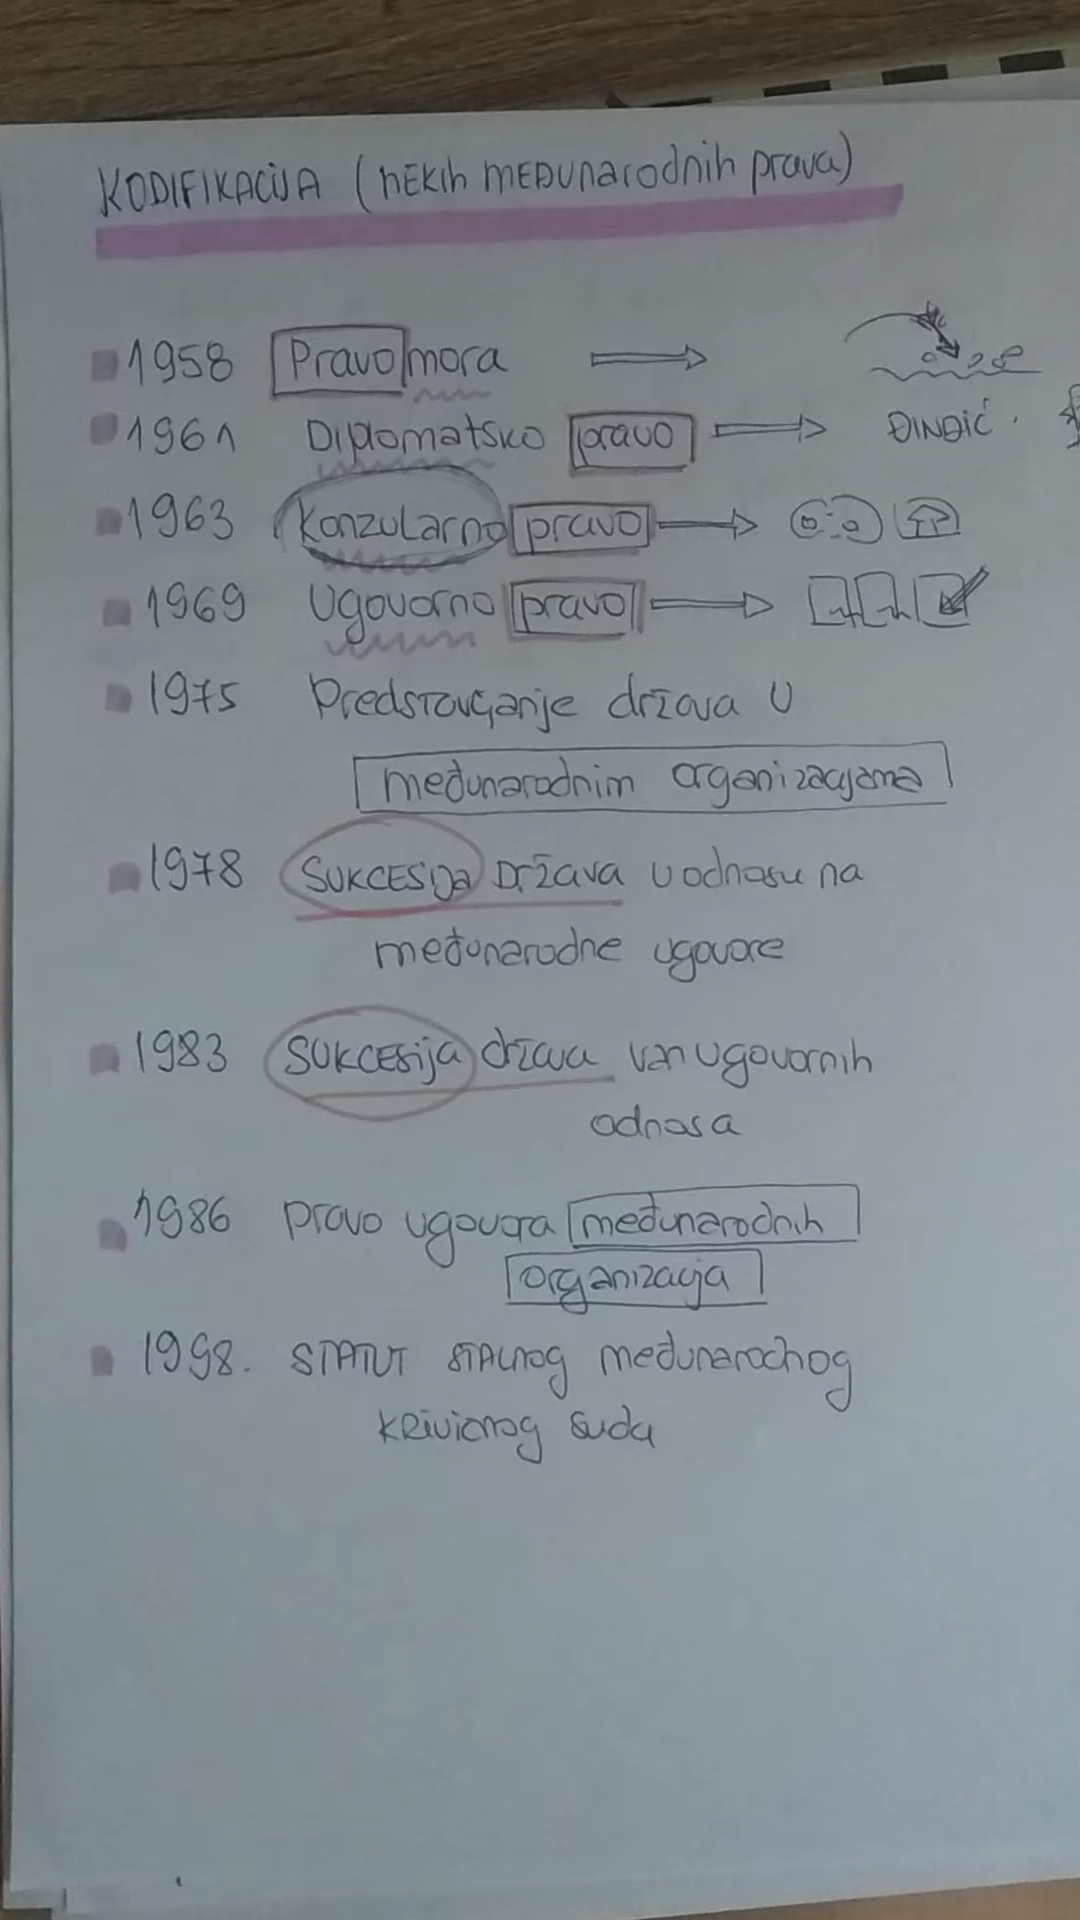 KODIFIKACIJA (nEKih mEĐUnarodnih prava)
1958 Pravo mora
1961 Diplomatsko pravo ĐINĐIĆ.
1963 Konzularno pravo
1969 Ugovorno pravo
1975 Predstavljanje država u
međunarodnim organizacijama
1978 SUKCESIJA DRŽAVA u odnosu na
međunarodne ugovore
1983 SUKCESija država van ugovornih
odnosa
1986 pravo ugovora međunarodnih
organizacija
1998. STATUT STALNOG međunarodnog
KRivičnog suda